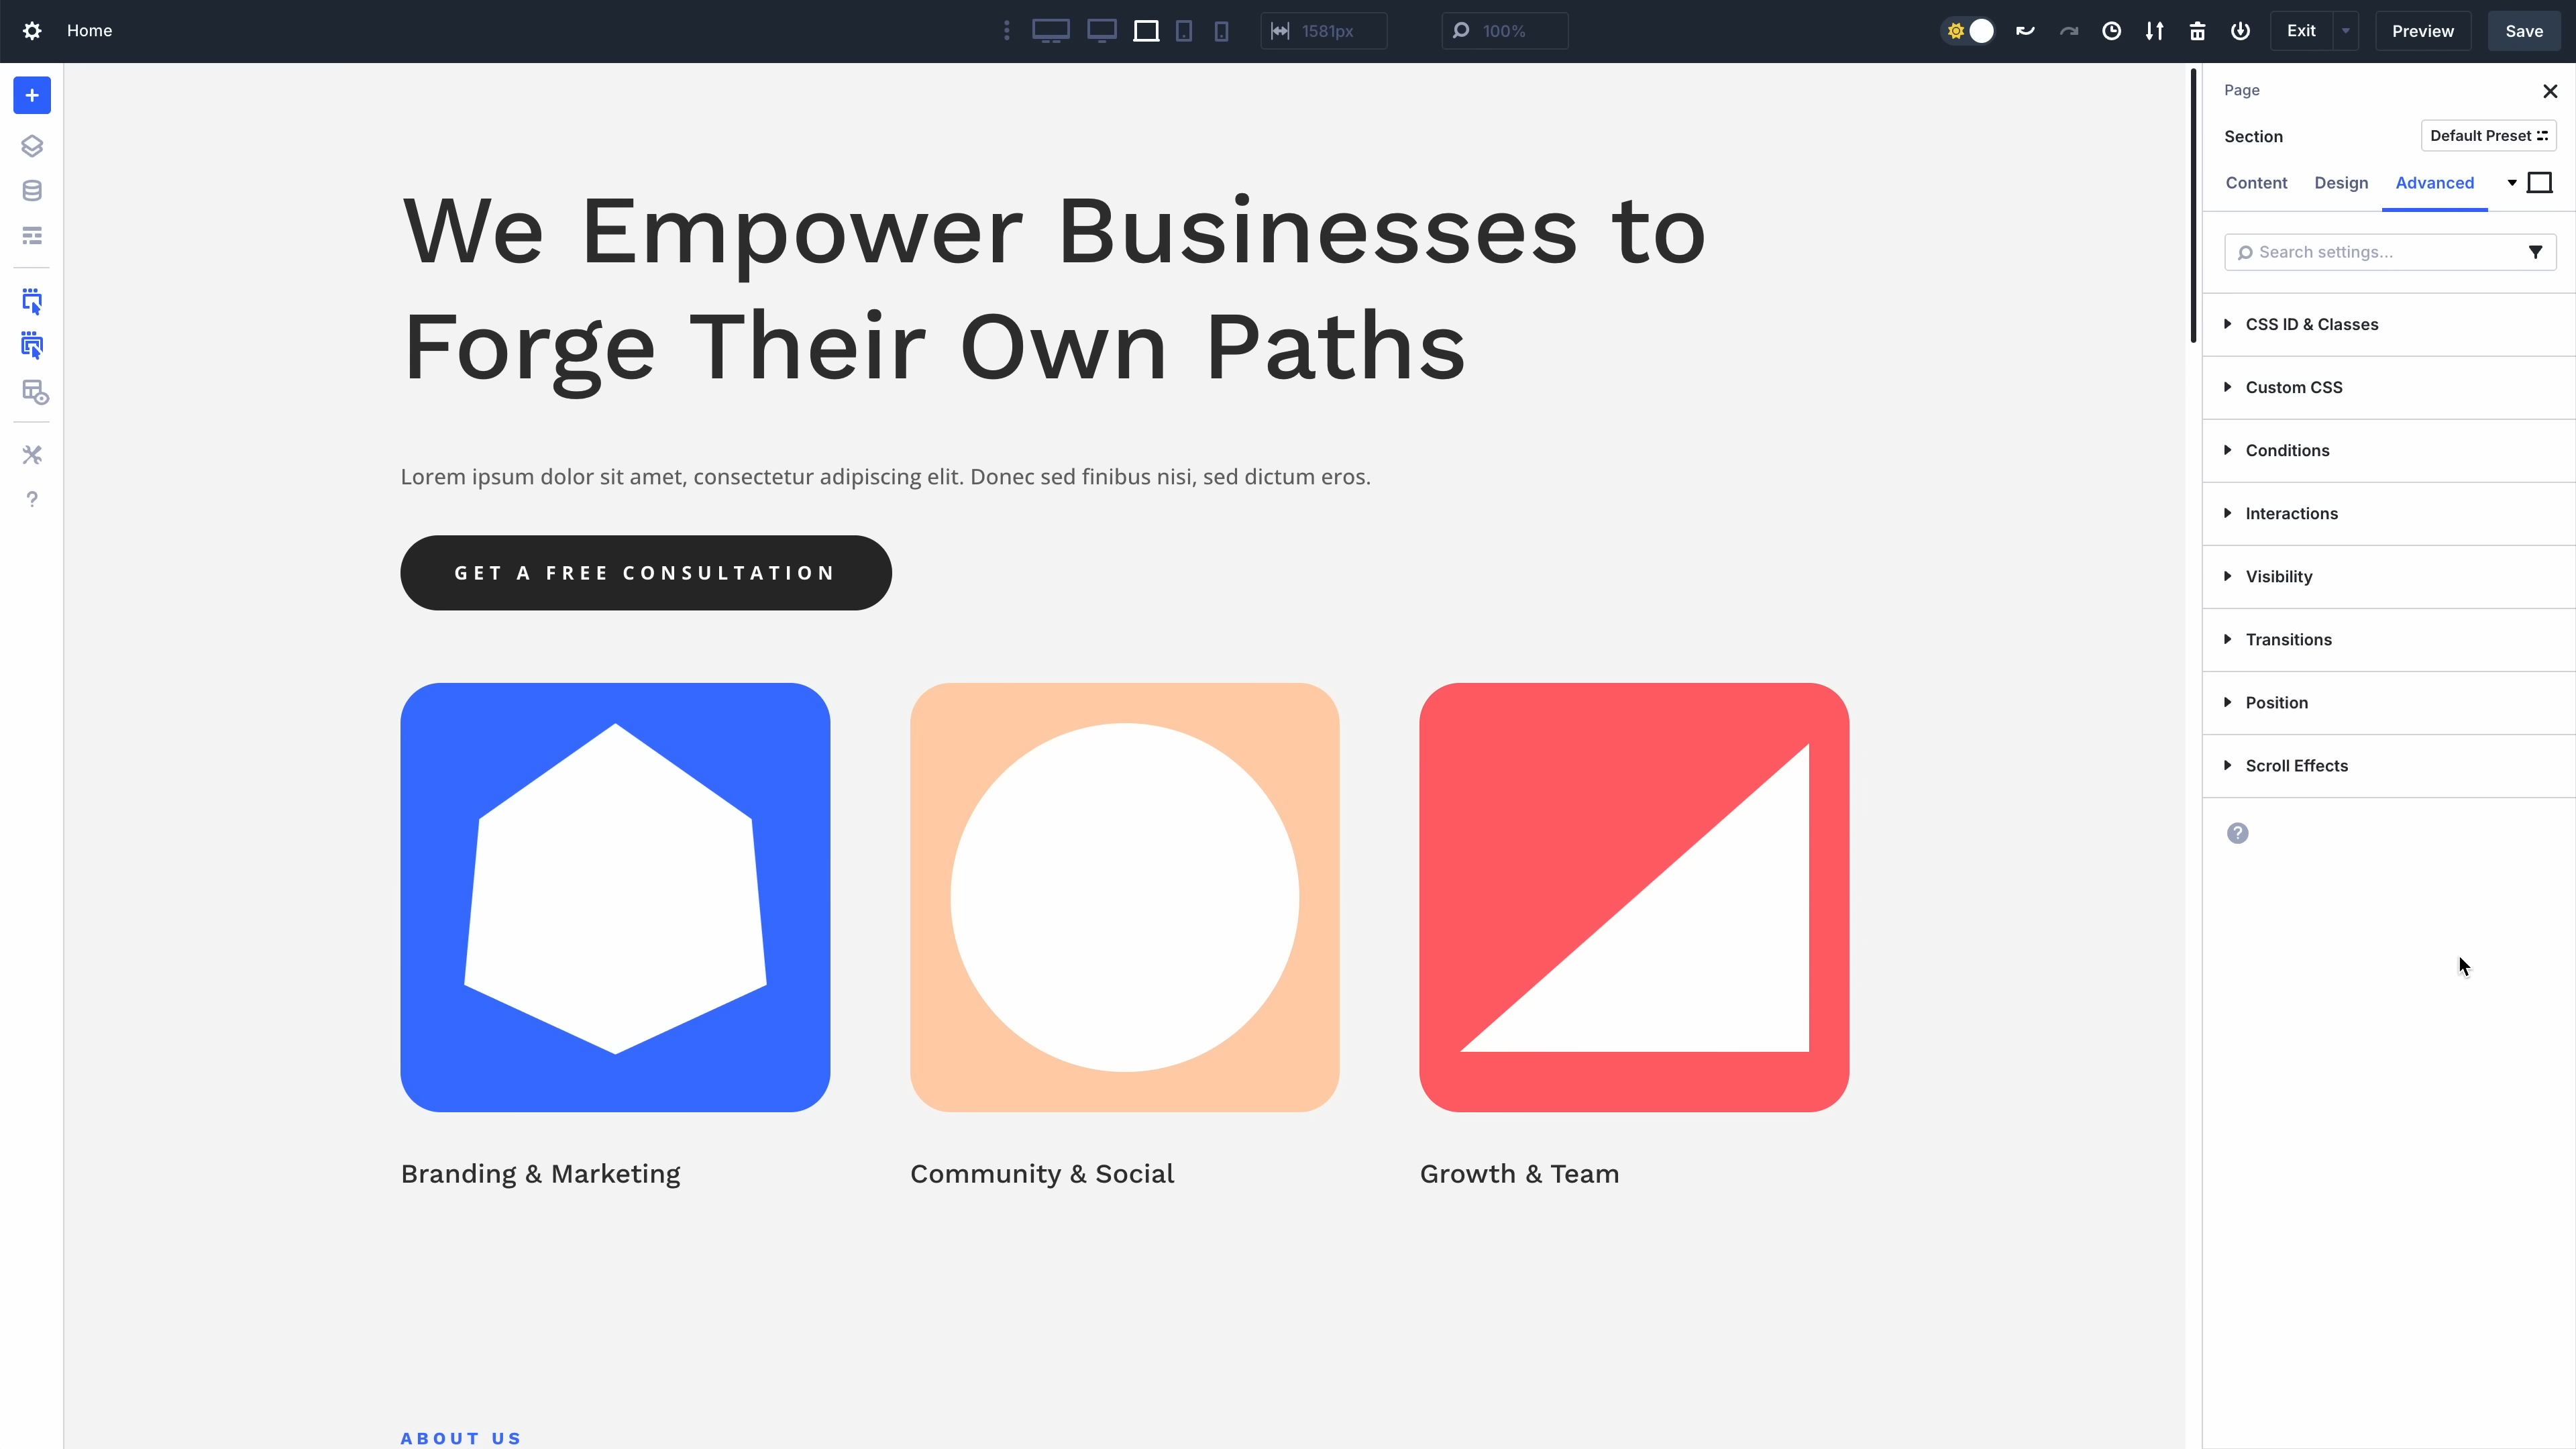 Home
1581px
100%
Exit
Preview
Save
We Empower Businesses to
Forge Their Own Paths
Lorem ipsum dolor sit amet, consectetur adipiscing elit. Donec sed finibus nisi, sed dictum eros.
GET A FREE CONSULTATION
Branding & Marketing
Community & Social
Growth & Team
ABOUT US
Page
Section
Default Preset
Content
Design
Advanced
Search settings...
CSS ID & Classes
Custom CSS
Conditions
Interactions
Visibility
Transitions
Position
Scroll Effects